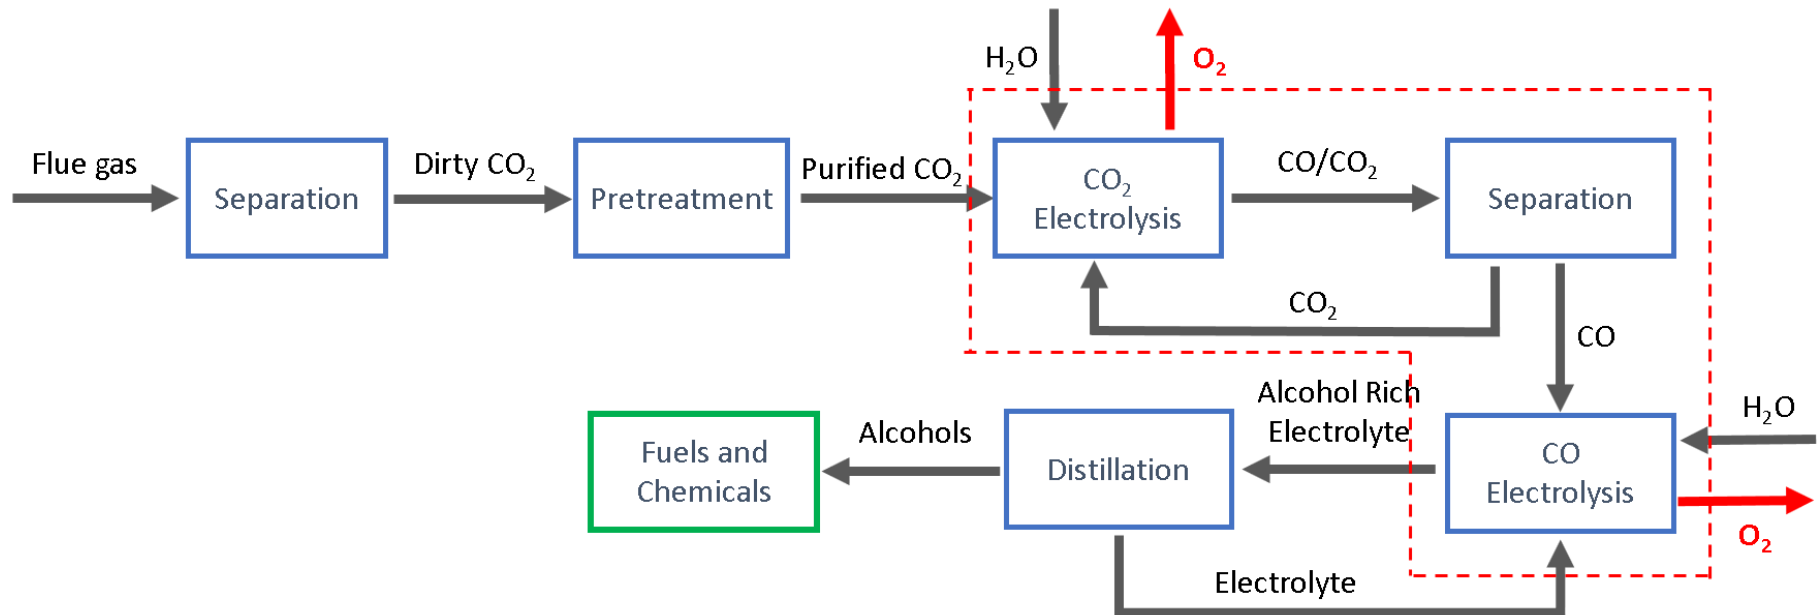 H₂O
O₂
Flue gas
Separation
Dirty CO₂
Pretreatment
Purified CO₂
CO₂
Electrolysis
CO/CO₂
Separation
CO₂
CO
Fuels and
Chemicals
Alcohols
Distillation
Alcohol Rich
Electrolyte
CO
Electrolysis
H₂O
O₂
Electrolyte